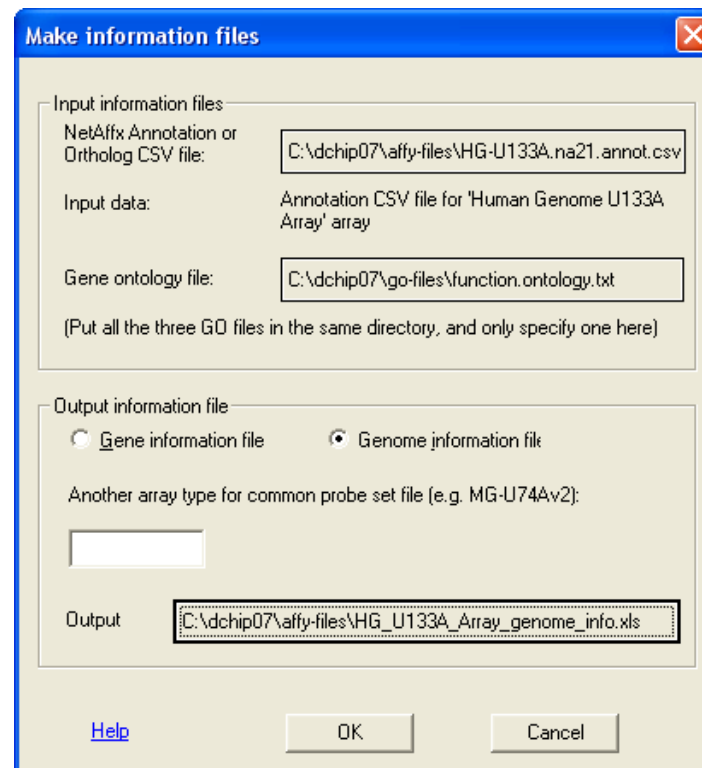 Make information files
Input information files
NetAffx Annotation or
Ortholog CSV file:
C:\dchip07\affy-files\HG-U133A.na21.annot.csv
Input data:
Annotation CSV file for 'Human Genome U133A
Array' array
Gene ontology file:
C:\dchip07\go-files\function.ontology.txt
(Put all the three GO files in the same directory, and only specify one here)
Output information file
Gene information file
Genome information file
Another array type for common probe set file (e.g. MG-U74Av2):
Output
C:\dchip07\affy-files\HG_U133A_Array_genome_info.xls
Help
OK
Cancel